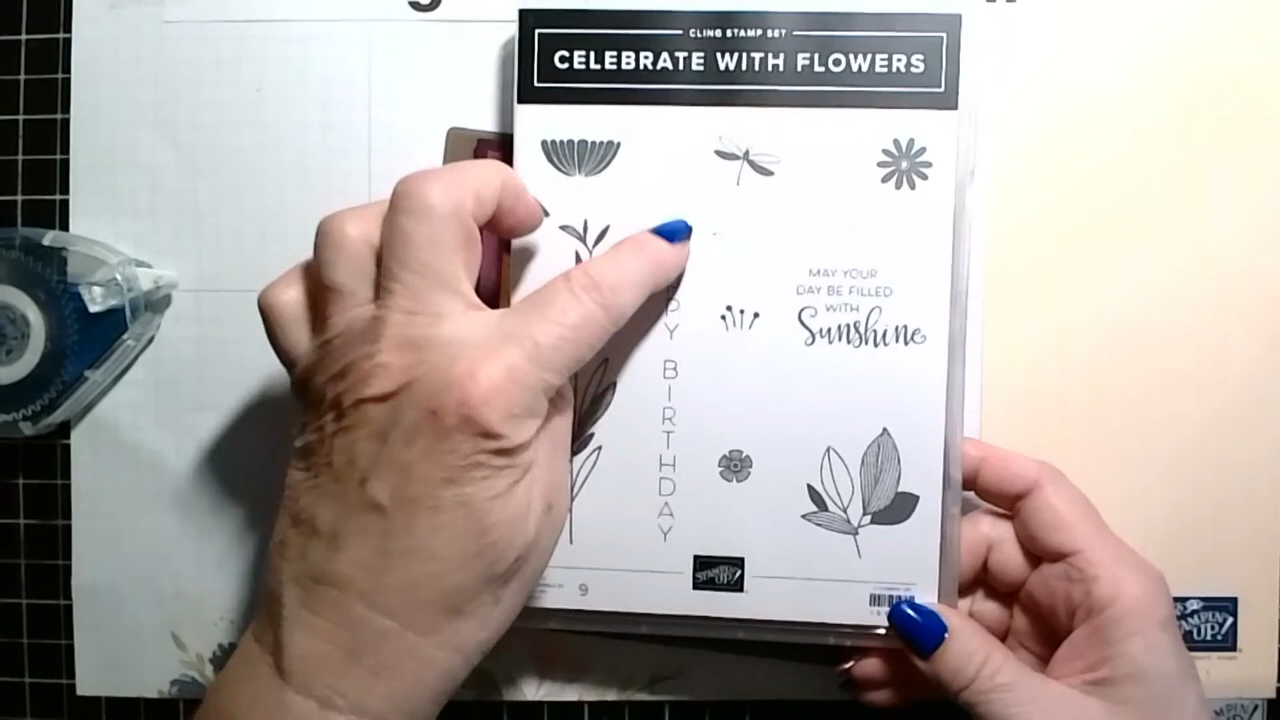 CLING STAMP SET
CELEBRATE WITH FLOWERS
MAY YOUR
DAY BE FILLED
WITH
Sunshine
P
Y
B
I
R
T
H
D
A
Y
STAMPIN'
UP!
9
STAMPIN'
UP!